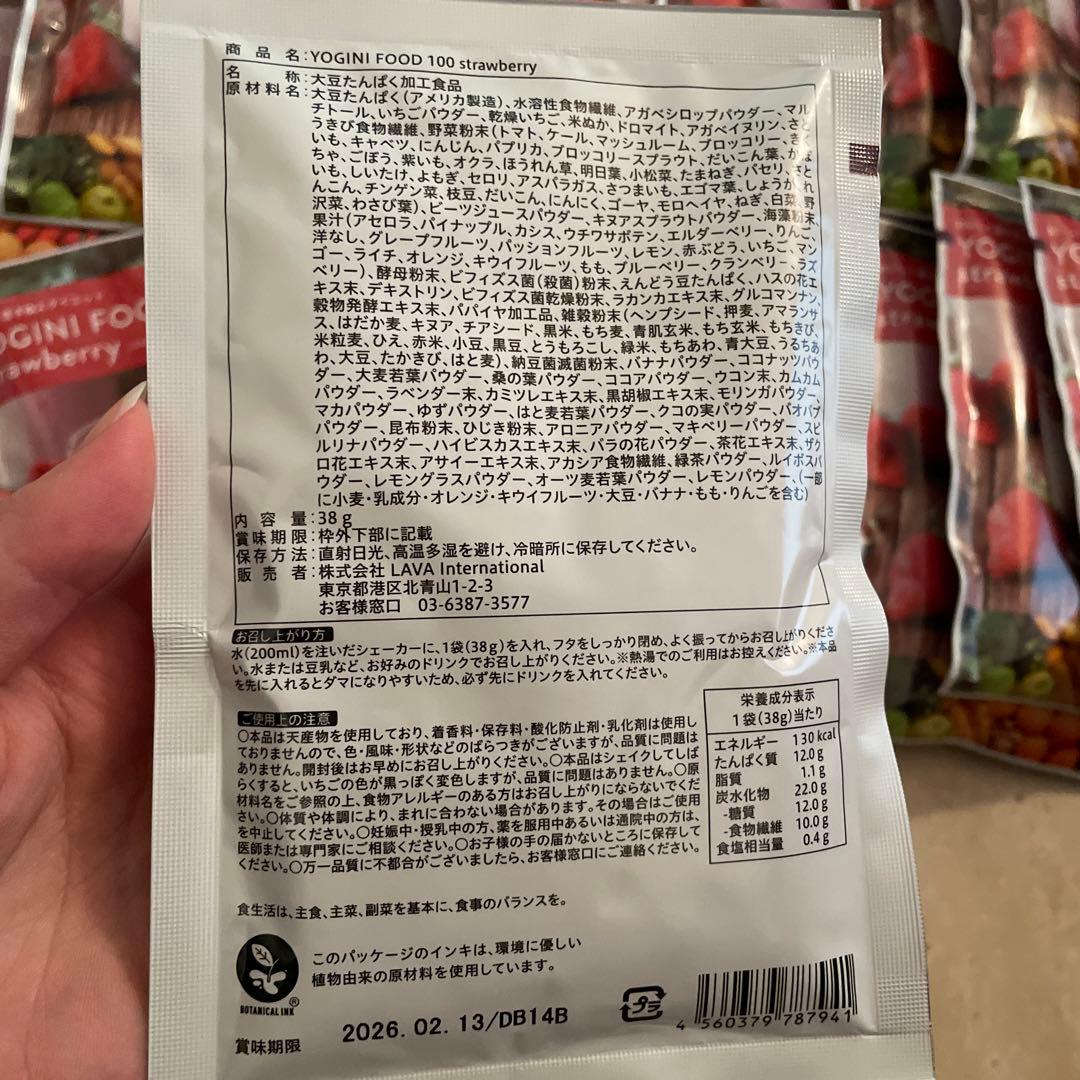 商品名：YOGINI FOOD 100 strawberry
名称：大豆たんぱく加工食品
原材料名：大豆たんぱく（アメリカ製造）、水溶性食物繊維、アガベシロップパウダー、マル
チトール、いちごパウダー、乾燥いちご、米ぬか、ドロマイト、アガベイヌリン、さと
うきび食物繊維、野菜粉末（トマト、ケール、マッシュルーム、ブロッコリー、きく
いも、キャベツ、にんじん、パプリカ、ブロッコリースプラウト、だいこん葉、かぼ
ちゃ、ごぼう、紫いも、オクラ、ほうれん草、明日葉、小松菜、たまねぎ、パセリ、さと
いも、しいたけ、よもぎ、セロリ、アスパラガス、さつまいも、エゴマ葉、しょうが、れ
んこん、チンゲン菜、枝豆、だいこん、にんにく、ゴーヤ、モロヘイヤ、ねぎ、白菜、野
沢菜、わさび葉）、ビーツジュースパウダー、キヌアスプラウトパウダー、海藻粉末、
果汁（アセロラ、パイナップル、カシス、ウチワサボテン、エルダーベリー、りんご、
洋なし、グレープフルーツ、パッションフルーツ、レモン、赤ぶどう、いちご、マン
ゴー、ライチ、オレンジ、キウイフルーツ、もも、ブルーベリー、クランベリー、ラズ
ベリー）、酵母粉末、ビフィズス菌（殺菌）粉末、えんどう豆たんぱく、ハスの花エ
キス末、デキストリン、ビフィズス菌乾燥粉末、ラカンカエキス末、グルコマンナン、
穀物発酵エキス末、パパイヤ加工品、雑穀粉末（ヘンプシード、押麦、アマランサ
ス、はだか麦、キヌア、チアシード、黒米、もち麦、青肌玄米、もち玄米、もちきび、
米粒麦、ひえ、赤米、小豆、黒豆、とうもろこし、緑米、もちあわ、青大豆、うるちあ
わ、大豆、たかきび、はと麦）、納豆菌滅菌粉末、バナナパウダー、ココナッツパウ
ダー、大麦若葉パウダー、桑の葉パウダー、ココアパウダー、ウコン末、カムカム
パウダー、ラベンダー末、カミツレエキス末、黒胡椒エキス末、モリンガパウダー、
マカパウダー、ゆずパウダー、はと麦若葉パウダー、クコの実パウダー、バオバブ
パウダー、昆布粉末、ひじき粉末、アロニアパウダー、マキベリーパウダー、スピ
ルリナパウダー、ハイビスカスエキス末、バラの花パウダー、茶花エキス末、ザク
ロ花エキス末、アサイーエキス末、アカシア食物繊維、緑茶パウダー、ルイボスパ
ウダー、レモングラスパウダー、オーツ麦若葉パウダー、レモンパウダー、（一部
に小麦・乳成分・オレンジ・キウイフルーツ・大豆・バナナ・もも・りんごを含む）
内容量：38g
賞味期限：枠外下部に記載
保存方法：直射日光、高温多湿を避け、冷暗所に保存してください。
販売者：株式会社 LAVA International
東京都港区北青山1-2-3
お客様窓口 03-6387-3577
お召し上がり方
水（200ml）を注いだシェーカーに、1袋（38g）を入れ、フタをしっかり閉め、よく振ってからお召し上がりくださ
い。水または豆乳など、お好みのドリンクでお召し上がりください。※熱湯でのご利用はお控えください。※本品
を先に入れるとダマになりやすいため、必ず先にドリンクを入れてください。
ご使用上の注意
○本品は天産物を使用しており、着香料・保存料・酸化防止剤・乳化剤は使用し
ておりませんので、色・風味・形状などのばらつきがございますが、品質に問題は
ありません。開封後はお早めにお召し上がりください。○本品はシェイクしてしば
らくすると、いちごの色が黒っぽく変色しますが、品質に問題はありません。○原
材料名をご参照の上、食物アレルギーのある方はお召し上がりにならないでくだ
さい。○体質や体調により、まれに合わない場合があります。その場合はご使用
を中止してください。○妊娠中・授乳中の方、薬を服用中あるいは通院中の方は、
医師または専門家にご相談ください。○お子様の手の届かないところに保存して
ください。○万一品質に不都合がございましたら、お客様窓口にご連絡ください。
栄養成分表示
1袋（38g）当たり
エネルギー 130 kcal
たんぱく質 12.0g
脂質 1.1g
炭水化物 22.0g
-糖質 12.0g
-食物繊維 10.0g
食塩相当量 0.4g
食生活は、主食、主菜、副菜を基本に、食事のバランスを。
このパッケージのインキは、環境に優しい
植物由来の原材料を使用しています。
BOTANICAL INK®
賞味期限 2026. 02. 13/DB14B
プラ
4 560379 787941
YOGINI FOO
rawberry